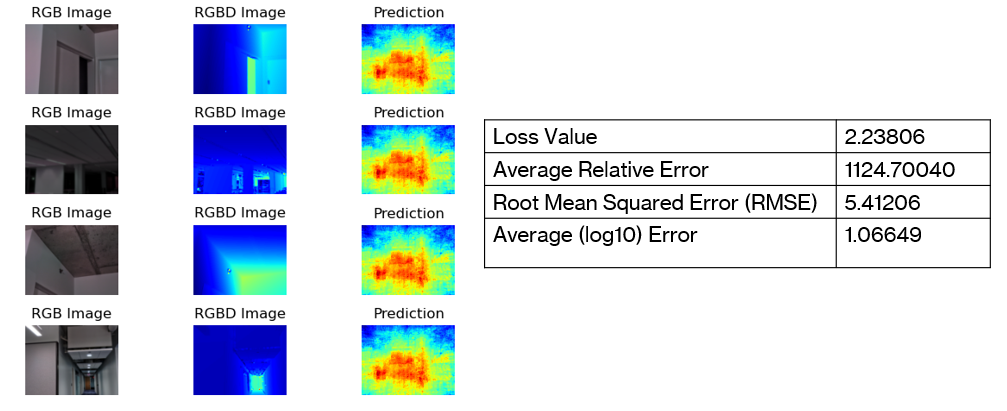 RGB Image RGBD Image Prediction
RGB Image RGBD Image Prediction
RGB Image RGBD Image Prediction
RGB Image RGBD Image Prediction
Loss Value 2.23806
Average Relative Error 1124.70040
Root Mean Squared Error (RMSE) 5.41206
Average (log10) Error 1.06649